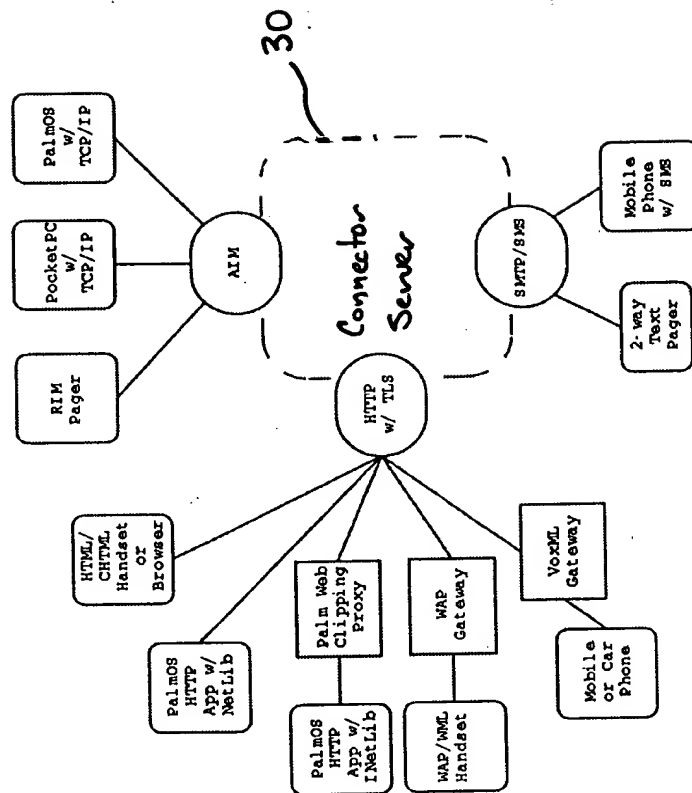 30
PalmOS
w/
TCP/IP
PocketPC
w/
TCP/IP
RIM
Pager
AIM
Connector
Server
HTTP
w/ TLS
SMTP/SMS
Mobile
Phone
w/ SMS
2-way
Text
Pager
HTML/
CHTML
Handset
or
Browser
PalmOS
HTTP
App w/
NetLib
Palm Web
Clipping
Proxy
PalmOS
HTTP
App w/
INetLib
WAP
Gateway
WAP/WML
Handset
VoxML
Gateway
Mobile
or Car
Phone